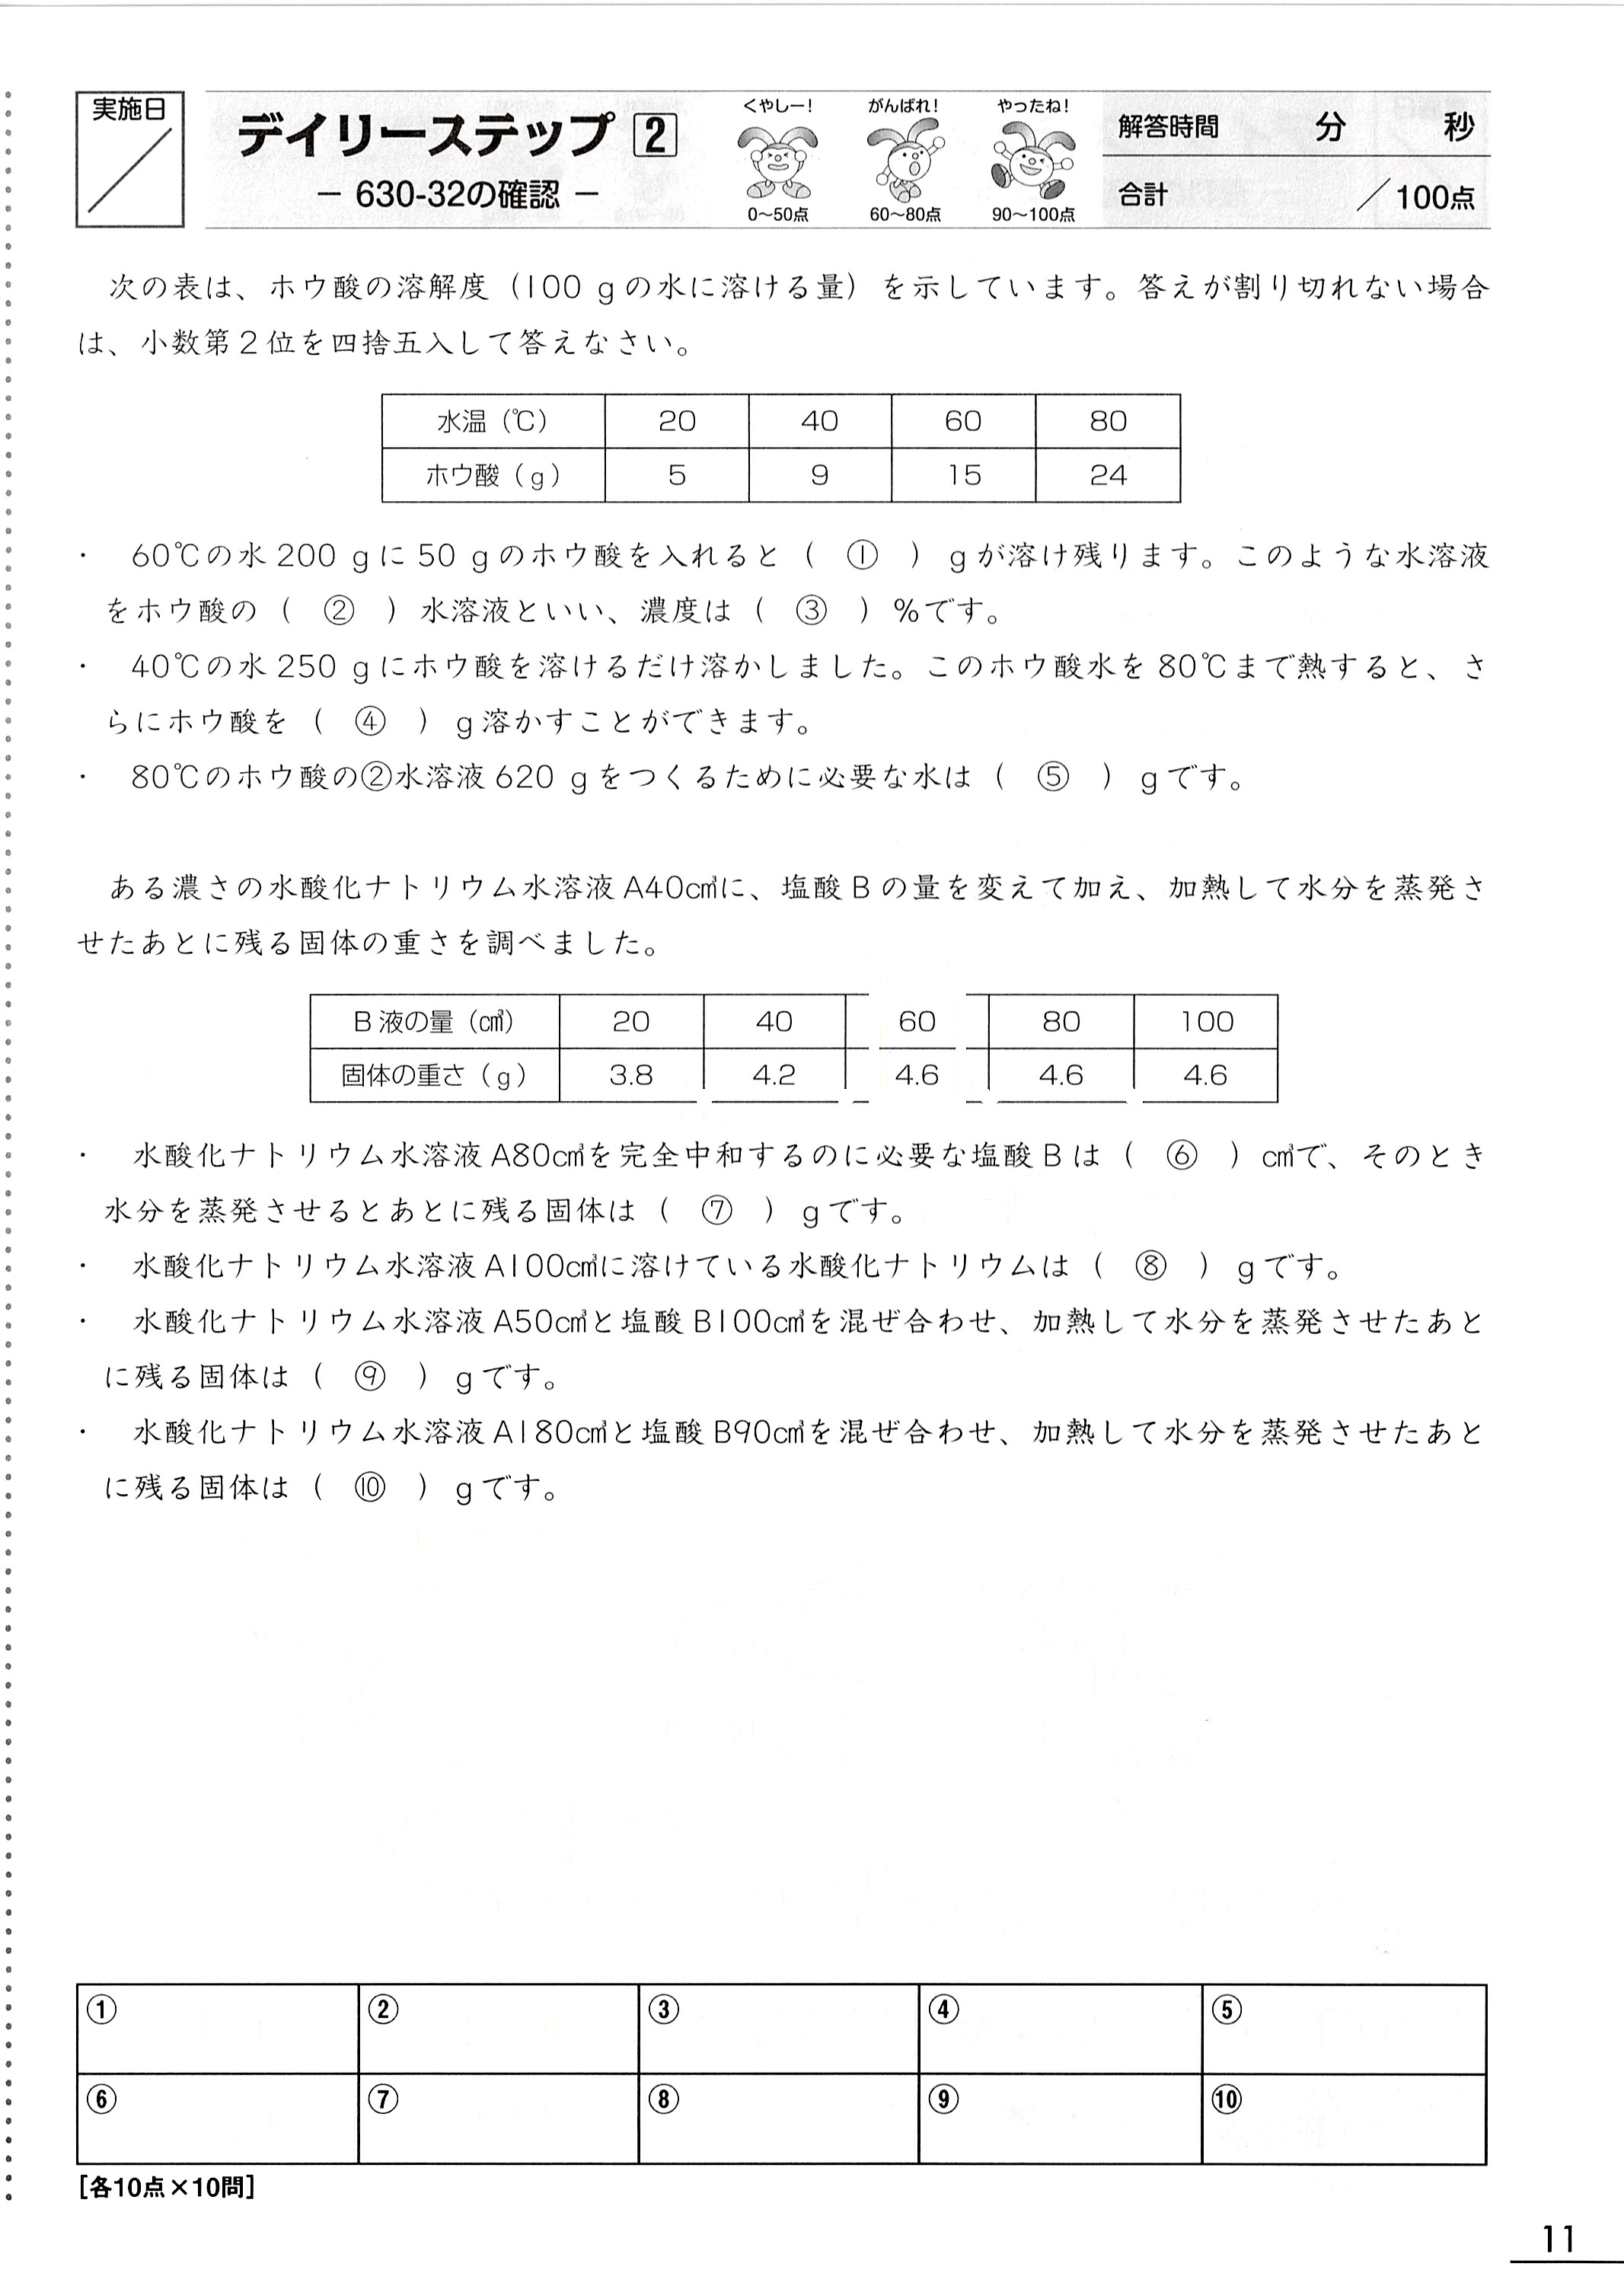 実施日
デイリーステップ 2
― 630-32の確認 ―
くやしー！
0〜50点
がんばれ！
60〜80点
やったね！
90〜100点
解答時間　分　秒
合計　／100点
次の表は、ホウ酸の溶解度（100 gの水に溶ける量）を示しています。答えが割り切れない場合
は、小数第２位を四捨五入して答えなさい。
水温（℃） 20 40 60 80
ホウ酸（g） 5 9 15 24
・ 60℃の水 200 gに 50 gのホウ酸を入れると（ ① ） gが溶け残ります。このような水溶液
をホウ酸の（ ② ）水溶液といい、濃度は（ ③ ）％です。
・ 40℃の水 250 gにホウ酸を溶けるだけ溶かしました。このホウ酸水を 80℃まで熱すると、さ
らにホウ酸を（ ④ ） g溶かすことができます。
・ 80℃のホウ酸の②水溶液 620 gをつくるために必要な水は（ ⑤ ） gです。
ある濃さの水酸化ナトリウム水溶液 A40㎤に、塩酸 B の量を変えて加え、加熱して水分を蒸発さ
せたあとに残る固体の重さを調べました。
B 液の量（㎤） 20 40 60 80 100
固体の重さ（g） 3.8 4.2 4.6 4.6 4.6
・ 水酸化ナトリウム水溶液 A80㎤を完全中和するのに必要な塩酸 B は（ ⑥ ）㎤で、そのとき
水分を蒸発させるとあとに残る固体は（ ⑦ ） gです。
・ 水酸化ナトリウム水溶液 A100㎤に溶けている水酸化ナトリウムは（ ⑧ ） gです。
・ 水酸化ナトリウム水溶液 A50㎤と塩酸 B100㎤を混ぜ合わせ、加熱して水分を蒸発させたあと
に残る固体は（ ⑨ ） gです。
・ 水酸化ナトリウム水溶液 A180㎤と塩酸 B90㎤を混ぜ合わせ、加熱して水分を蒸発させたあと
に残る固体は（ ⑩ ） gです。
① ② ③ ④ ⑤
⑥ ⑦ ⑧ ⑨ ⑩
［各10点×10問］
11